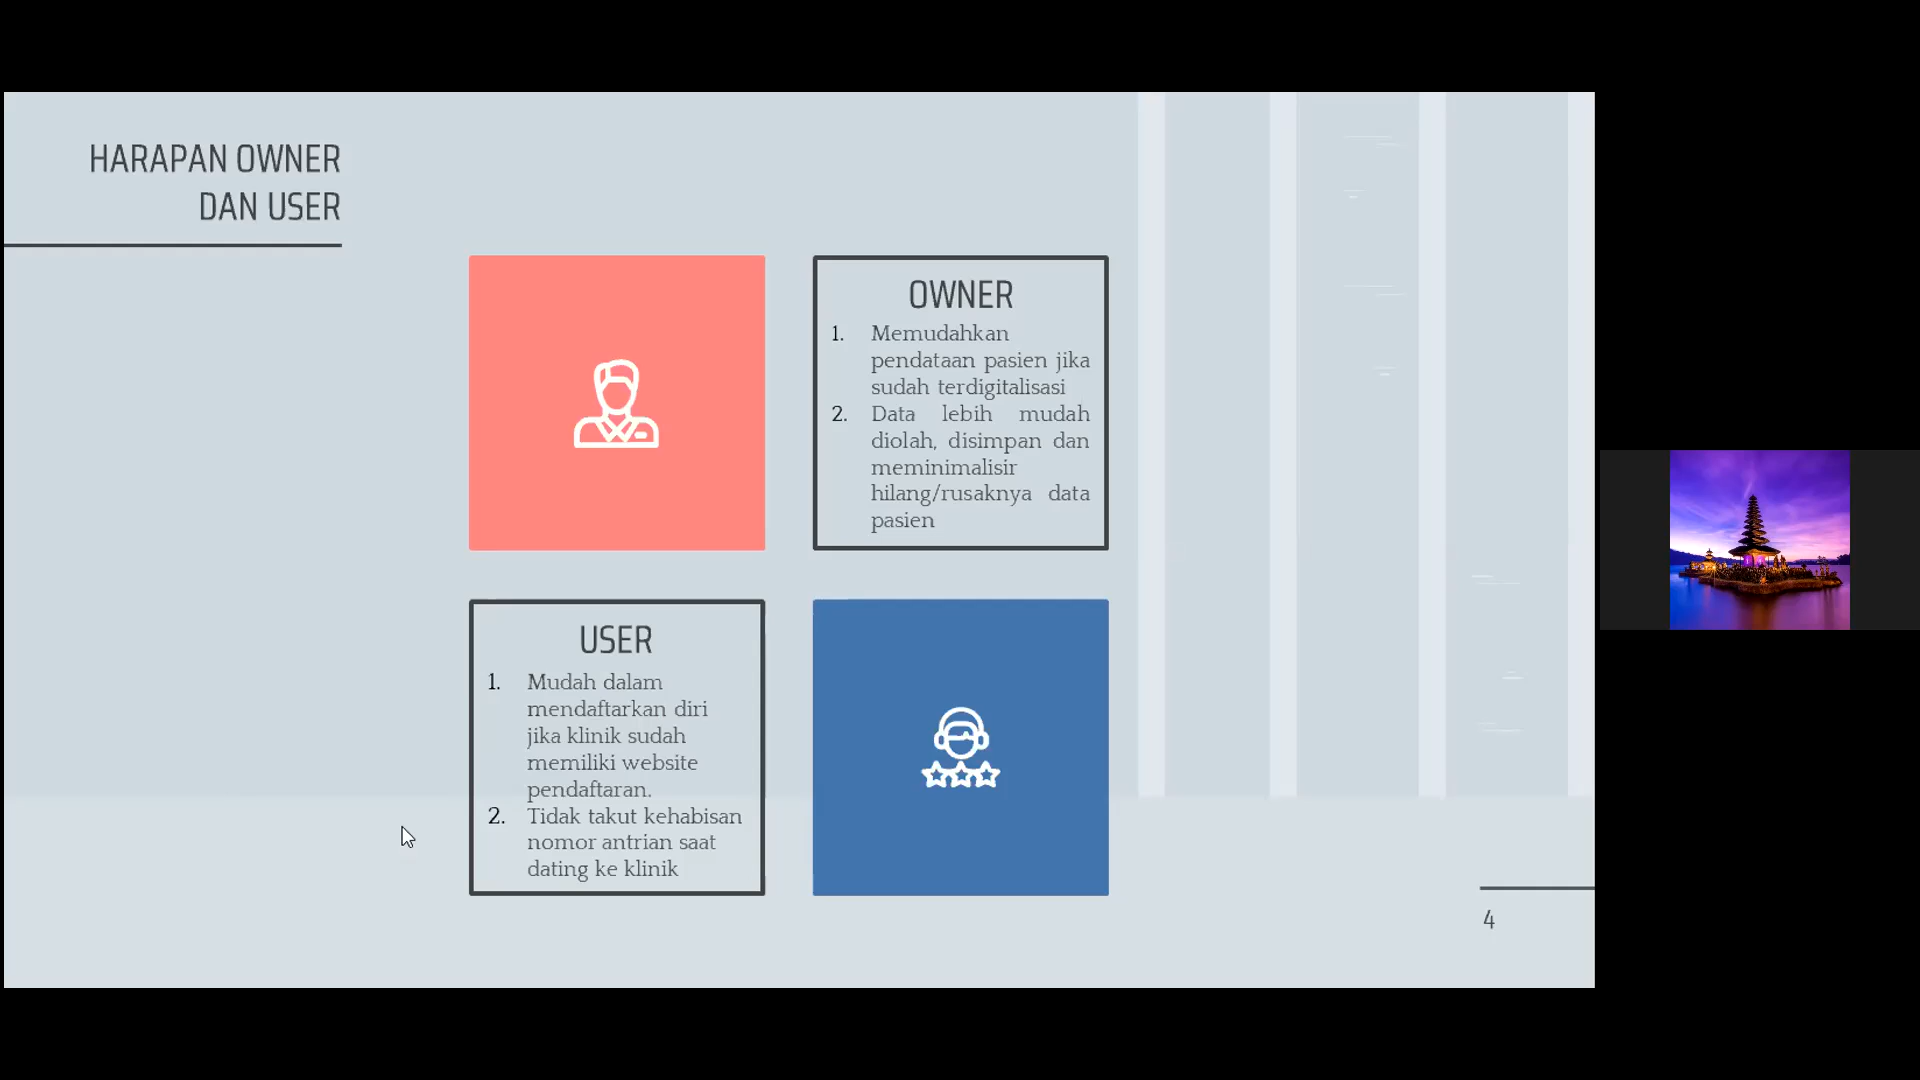 HARAPAN OWNER
DAN USER
OWNER
1. Memudahkan
pendataan pasien jika
sudah terdigitalisasi
2. Data lebih mudah
diolah, disimpan dan
meminimalisir
hilang/rusaknya data
pasien
USER
1. Mudah dalam
mendaftarkan diri
jika klinik sudah
memiliki website
pendaftaran.
2. Tidak takut kehabisan
nomor antrian saat
dating ke klinik
4